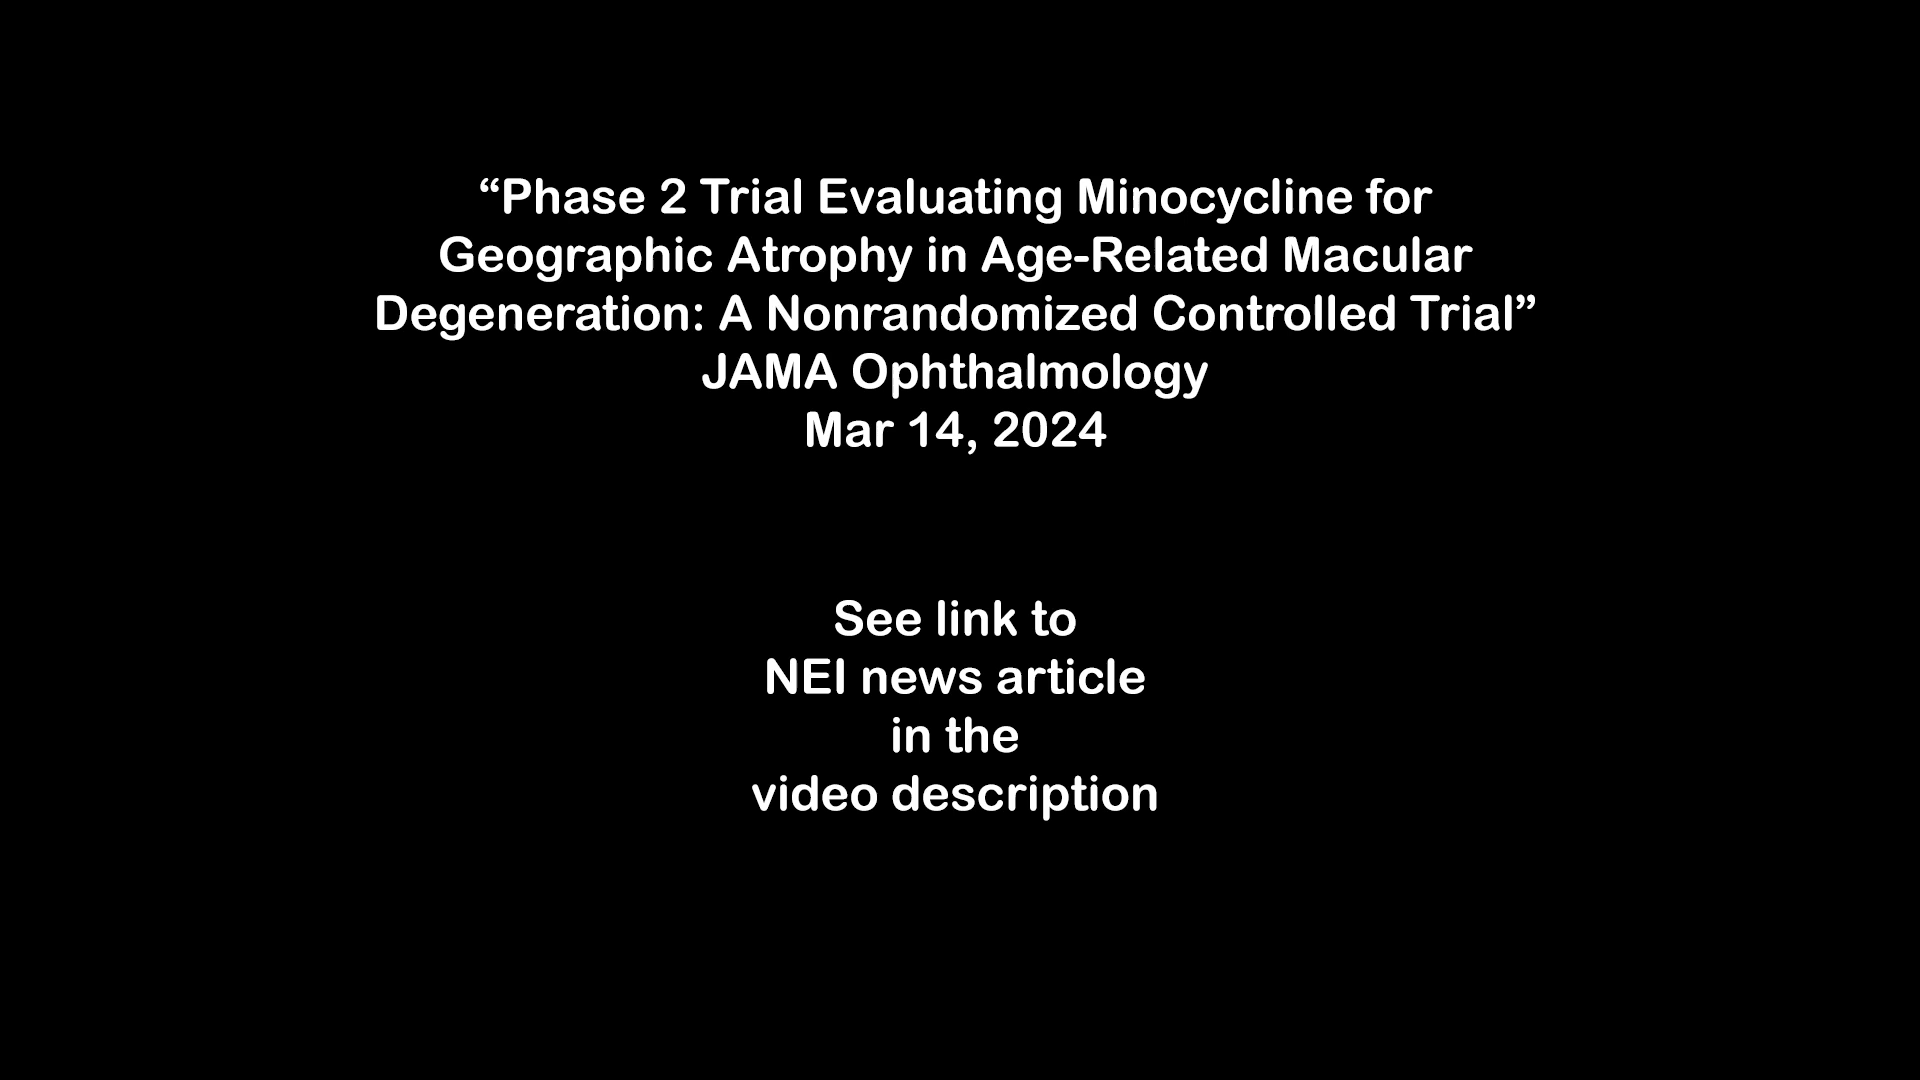 “Phase 2 Trial Evaluating Minocycline for
Geographic Atrophy in Age-Related Macular
Degeneration: A Nonrandomized Controlled Trial”
JAMA Ophthalmology
Mar 14, 2024
See link to
NEI news article
in the
video description